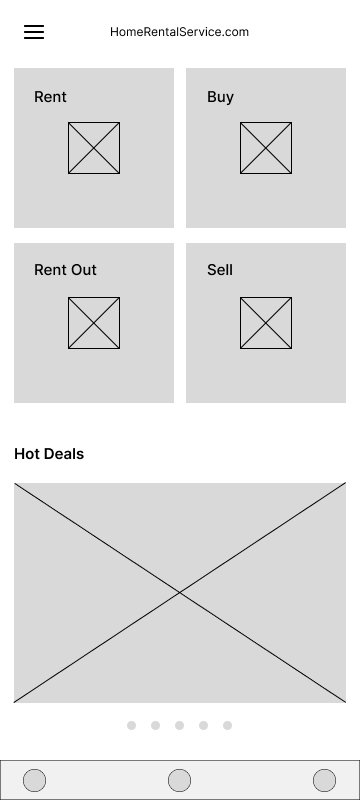 HomeRentalService.com
Rent
Buy
Rent Out
Sell
Hot Deals